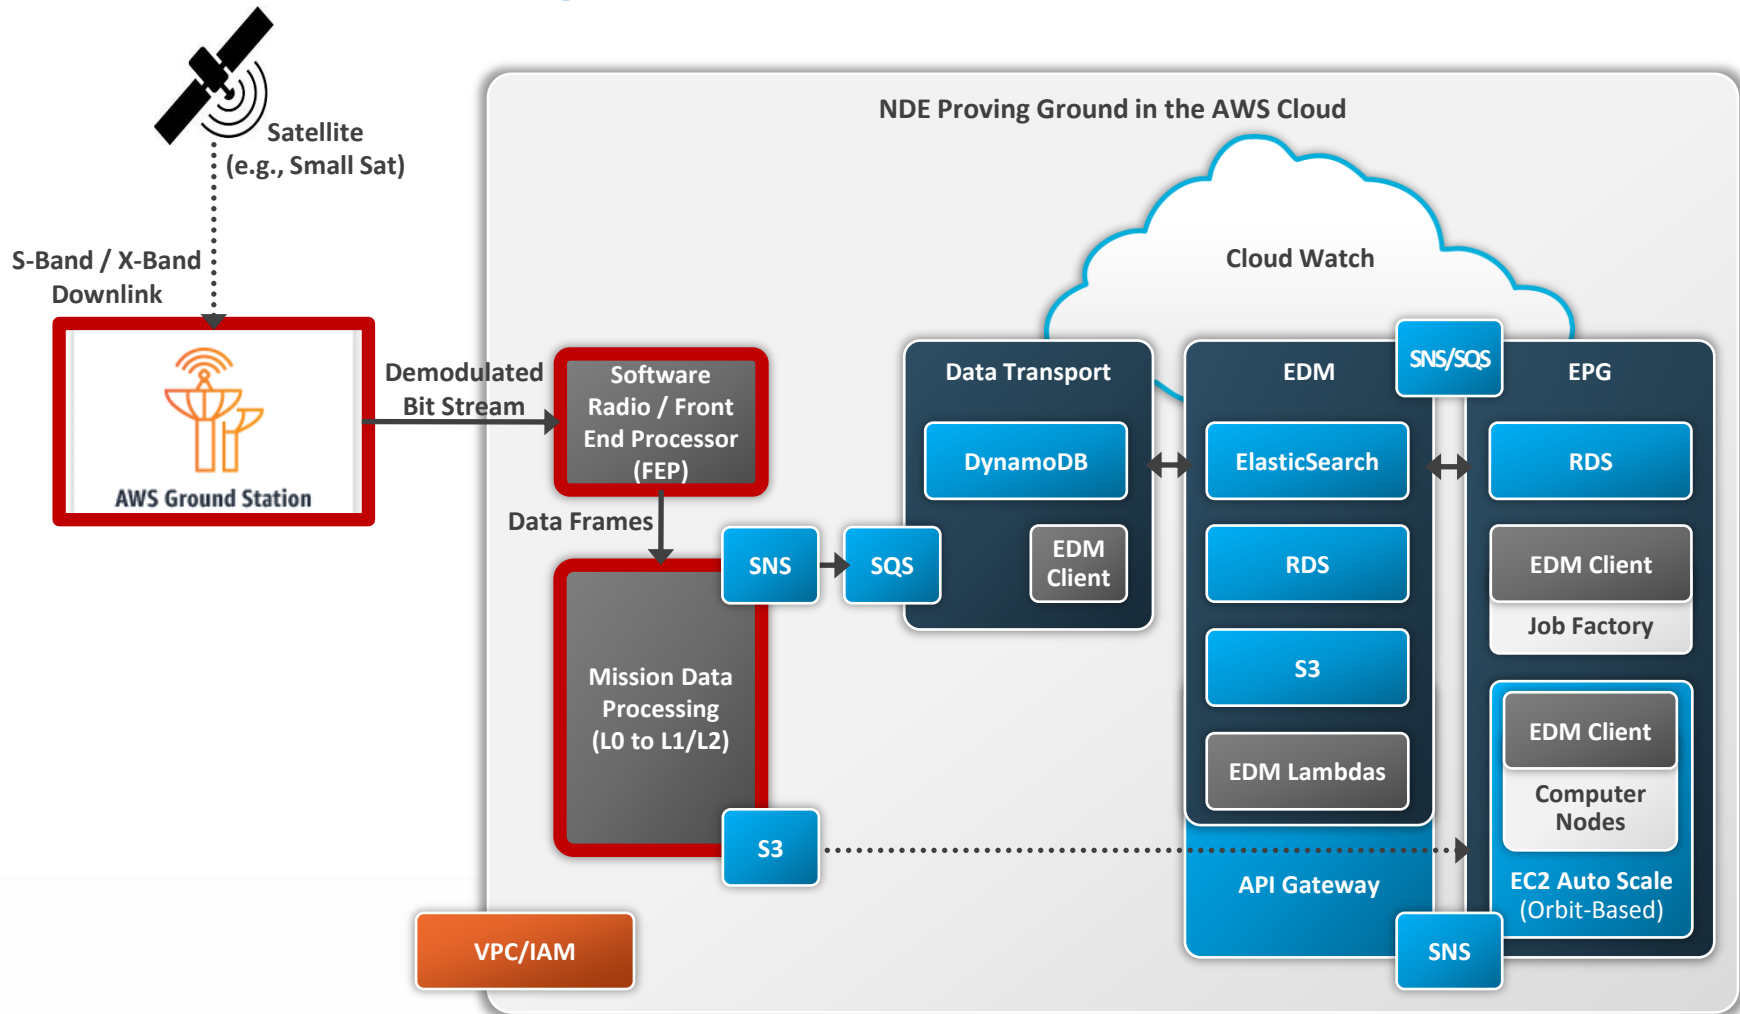 NDE Proving Ground in the AWS Cloud
Satellite
(e.g., Small Sat)
S-Band / X-Band
Downlink
AWS Ground Station
Demodulated
Bit Stream
Software
Radio / Front
End Processor
(FEP)
Data Frames
Mission Data
Processing
(L0 to L1/L2)
SNS
SQS
S3
VPC/IAM
Cloud Watch
Data Transport
DynamoDB
EDM
Client
EDM
ElasticSearch
RDS
S3
EDM Lambdas
API Gateway
SNS/SQS
EPG
RDS
EDM Client
Job Factory
EDM Client
Computer
Nodes
EC2 Auto Scale
(Orbit-Based)
SNS